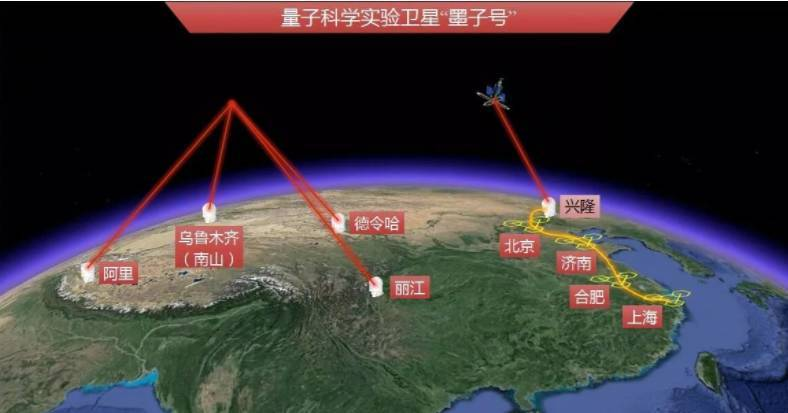 量子科学实验卫星“墨子号”
兴隆
德令哈
乌鲁木齐
（南山）
北京
济南
阿里
丽江
合肥
上海